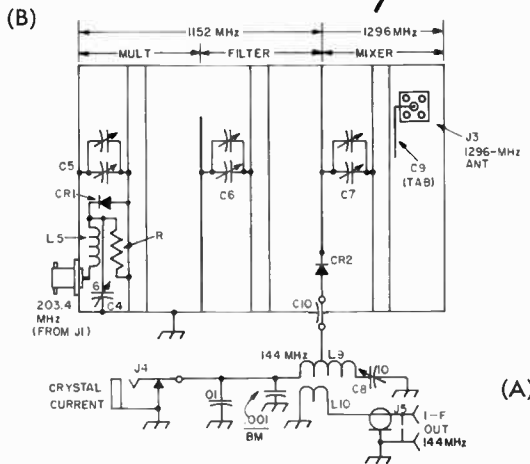 (B)
1152 MHz
1296 MHz
MULT
FILTER
MIXER
J3
1296-MHz
ANT
C5
C6
C7
C9
(TAB)
CR1
L5
R
CR2
6
C4
C10
203.4
MHz
(FROM J1)
144 MHz
L9
J4
10
C8
CRYSTAL
CURRENT
01
.001
BM
L10
J5
I-F
OUT
144MHz
(A)